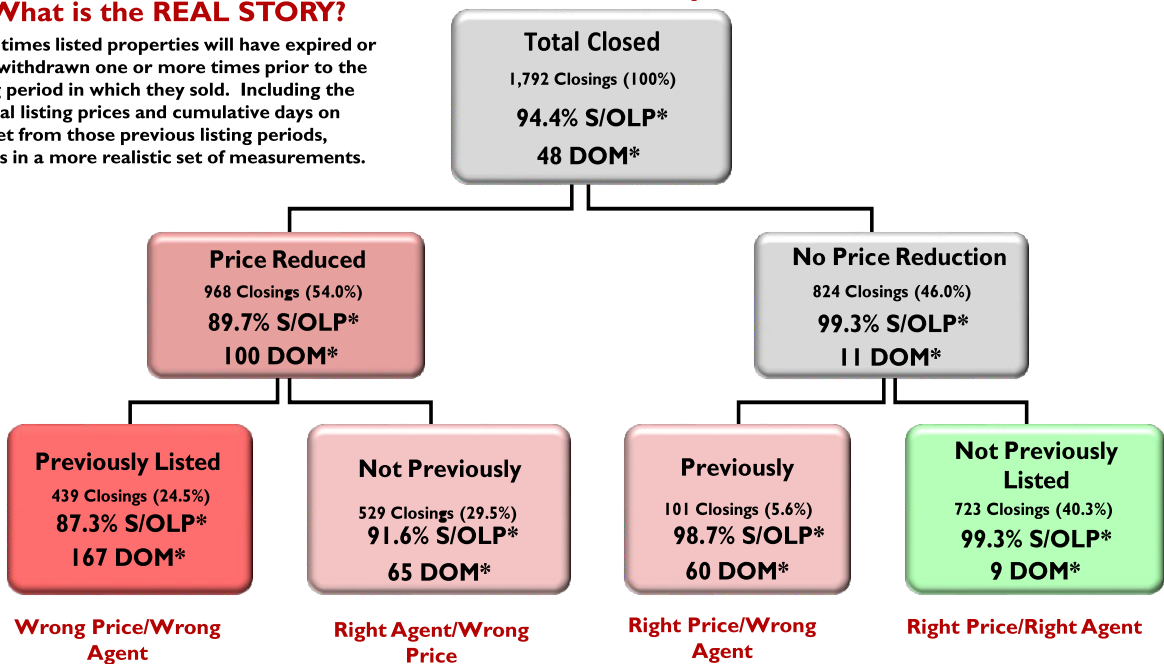 What is the REAL STORY?
times listed properties will have expired or
withdrawn one or more times prior to the
period in which they sold. Including the
listing prices and cumulative days on
from those previous listing periods,
in a more realistic set of measurements.
Total Closed
1,792 Closings (100%)
94.4% S/OLP*
48 DOM*
Price Reduced
968 Closings (54.0%)
89.7% S/OLP*
100 DOM*
No Price Reduction
824 Closings (46.0%)
99.3% S/OLP*
11 DOM*
Previously Listed
439 Closings (24.5%)
87.3% S/OLP*
167 DOM*
Not Previously
529 Closings (29.5%)
91.6% S/OLP*
65 DOM*
Previously
101 Closings (5.6%)
98.7% S/OLP*
60 DOM*
Not Previously
Listed
723 Closings (40.3%)
99.3% S/OLP*
9 DOM*
Wrong Price/Wrong
Agent
Right Agent/Wrong
Price
Right Price/Wrong
Agent
Right Price/Right Agent